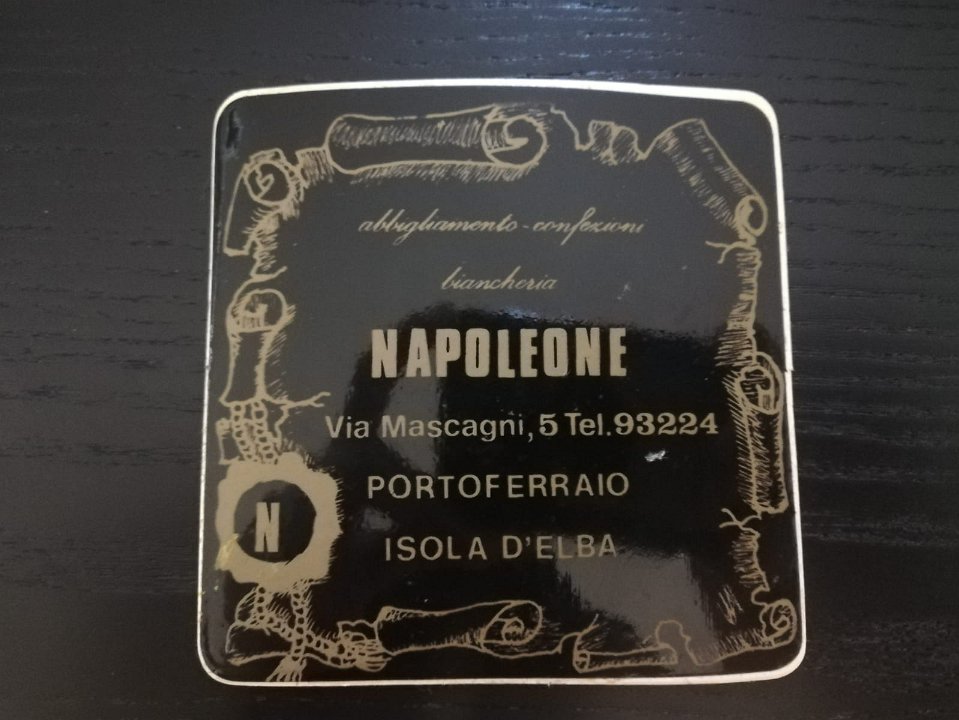 abbigliamento - confezioni
biancheria
NAPOLEONE
Via Mascagni, 5 Tel. 93224
PORTOFERRAIO
ISOLA D'ELBA
N